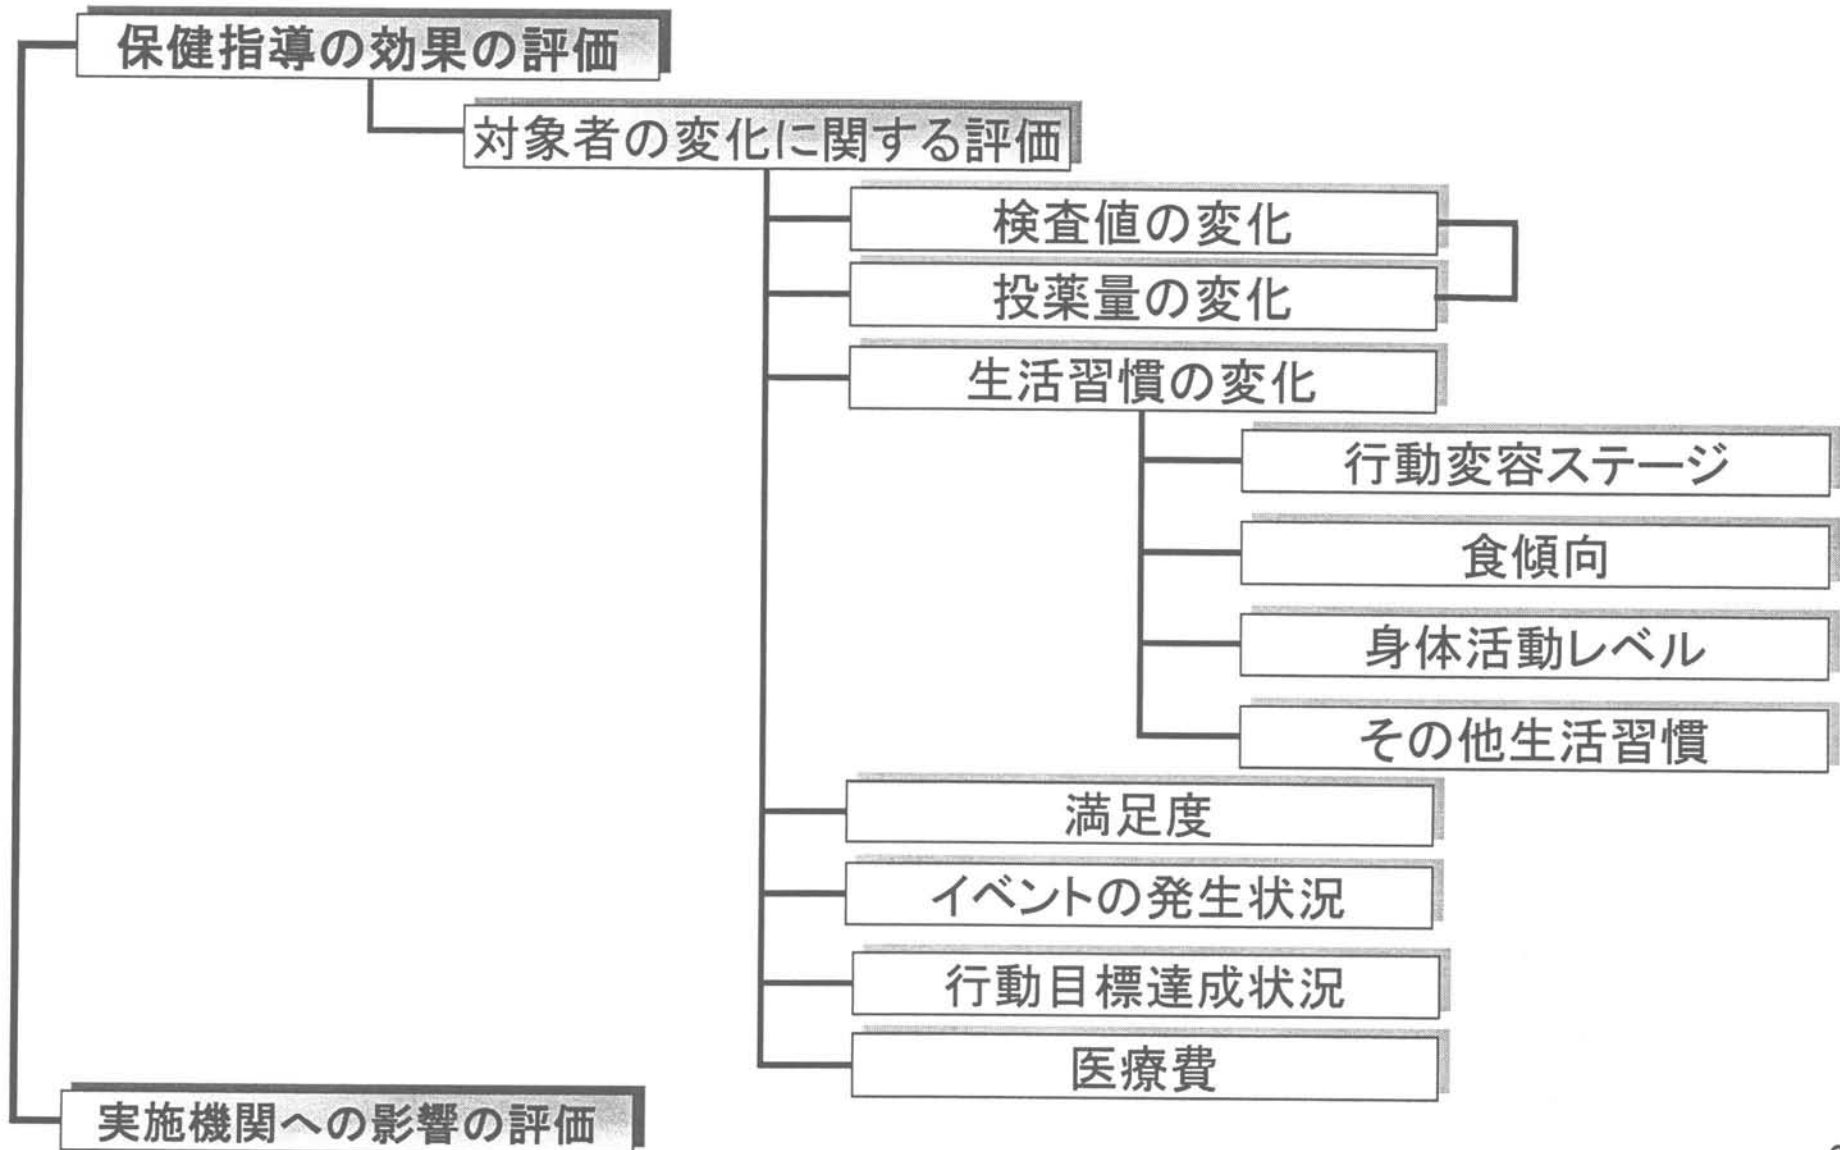 保健指導の効果の評価
対象者の変化に関する評価
検査値の変化
投薬量の変化
生活習慣の変化
行動変容ステージ
食傾向
身体活動レベル
その他生活習慣
満足度
イベントの発生状況
行動目標達成状況
医療費
実施機関への影響の評価